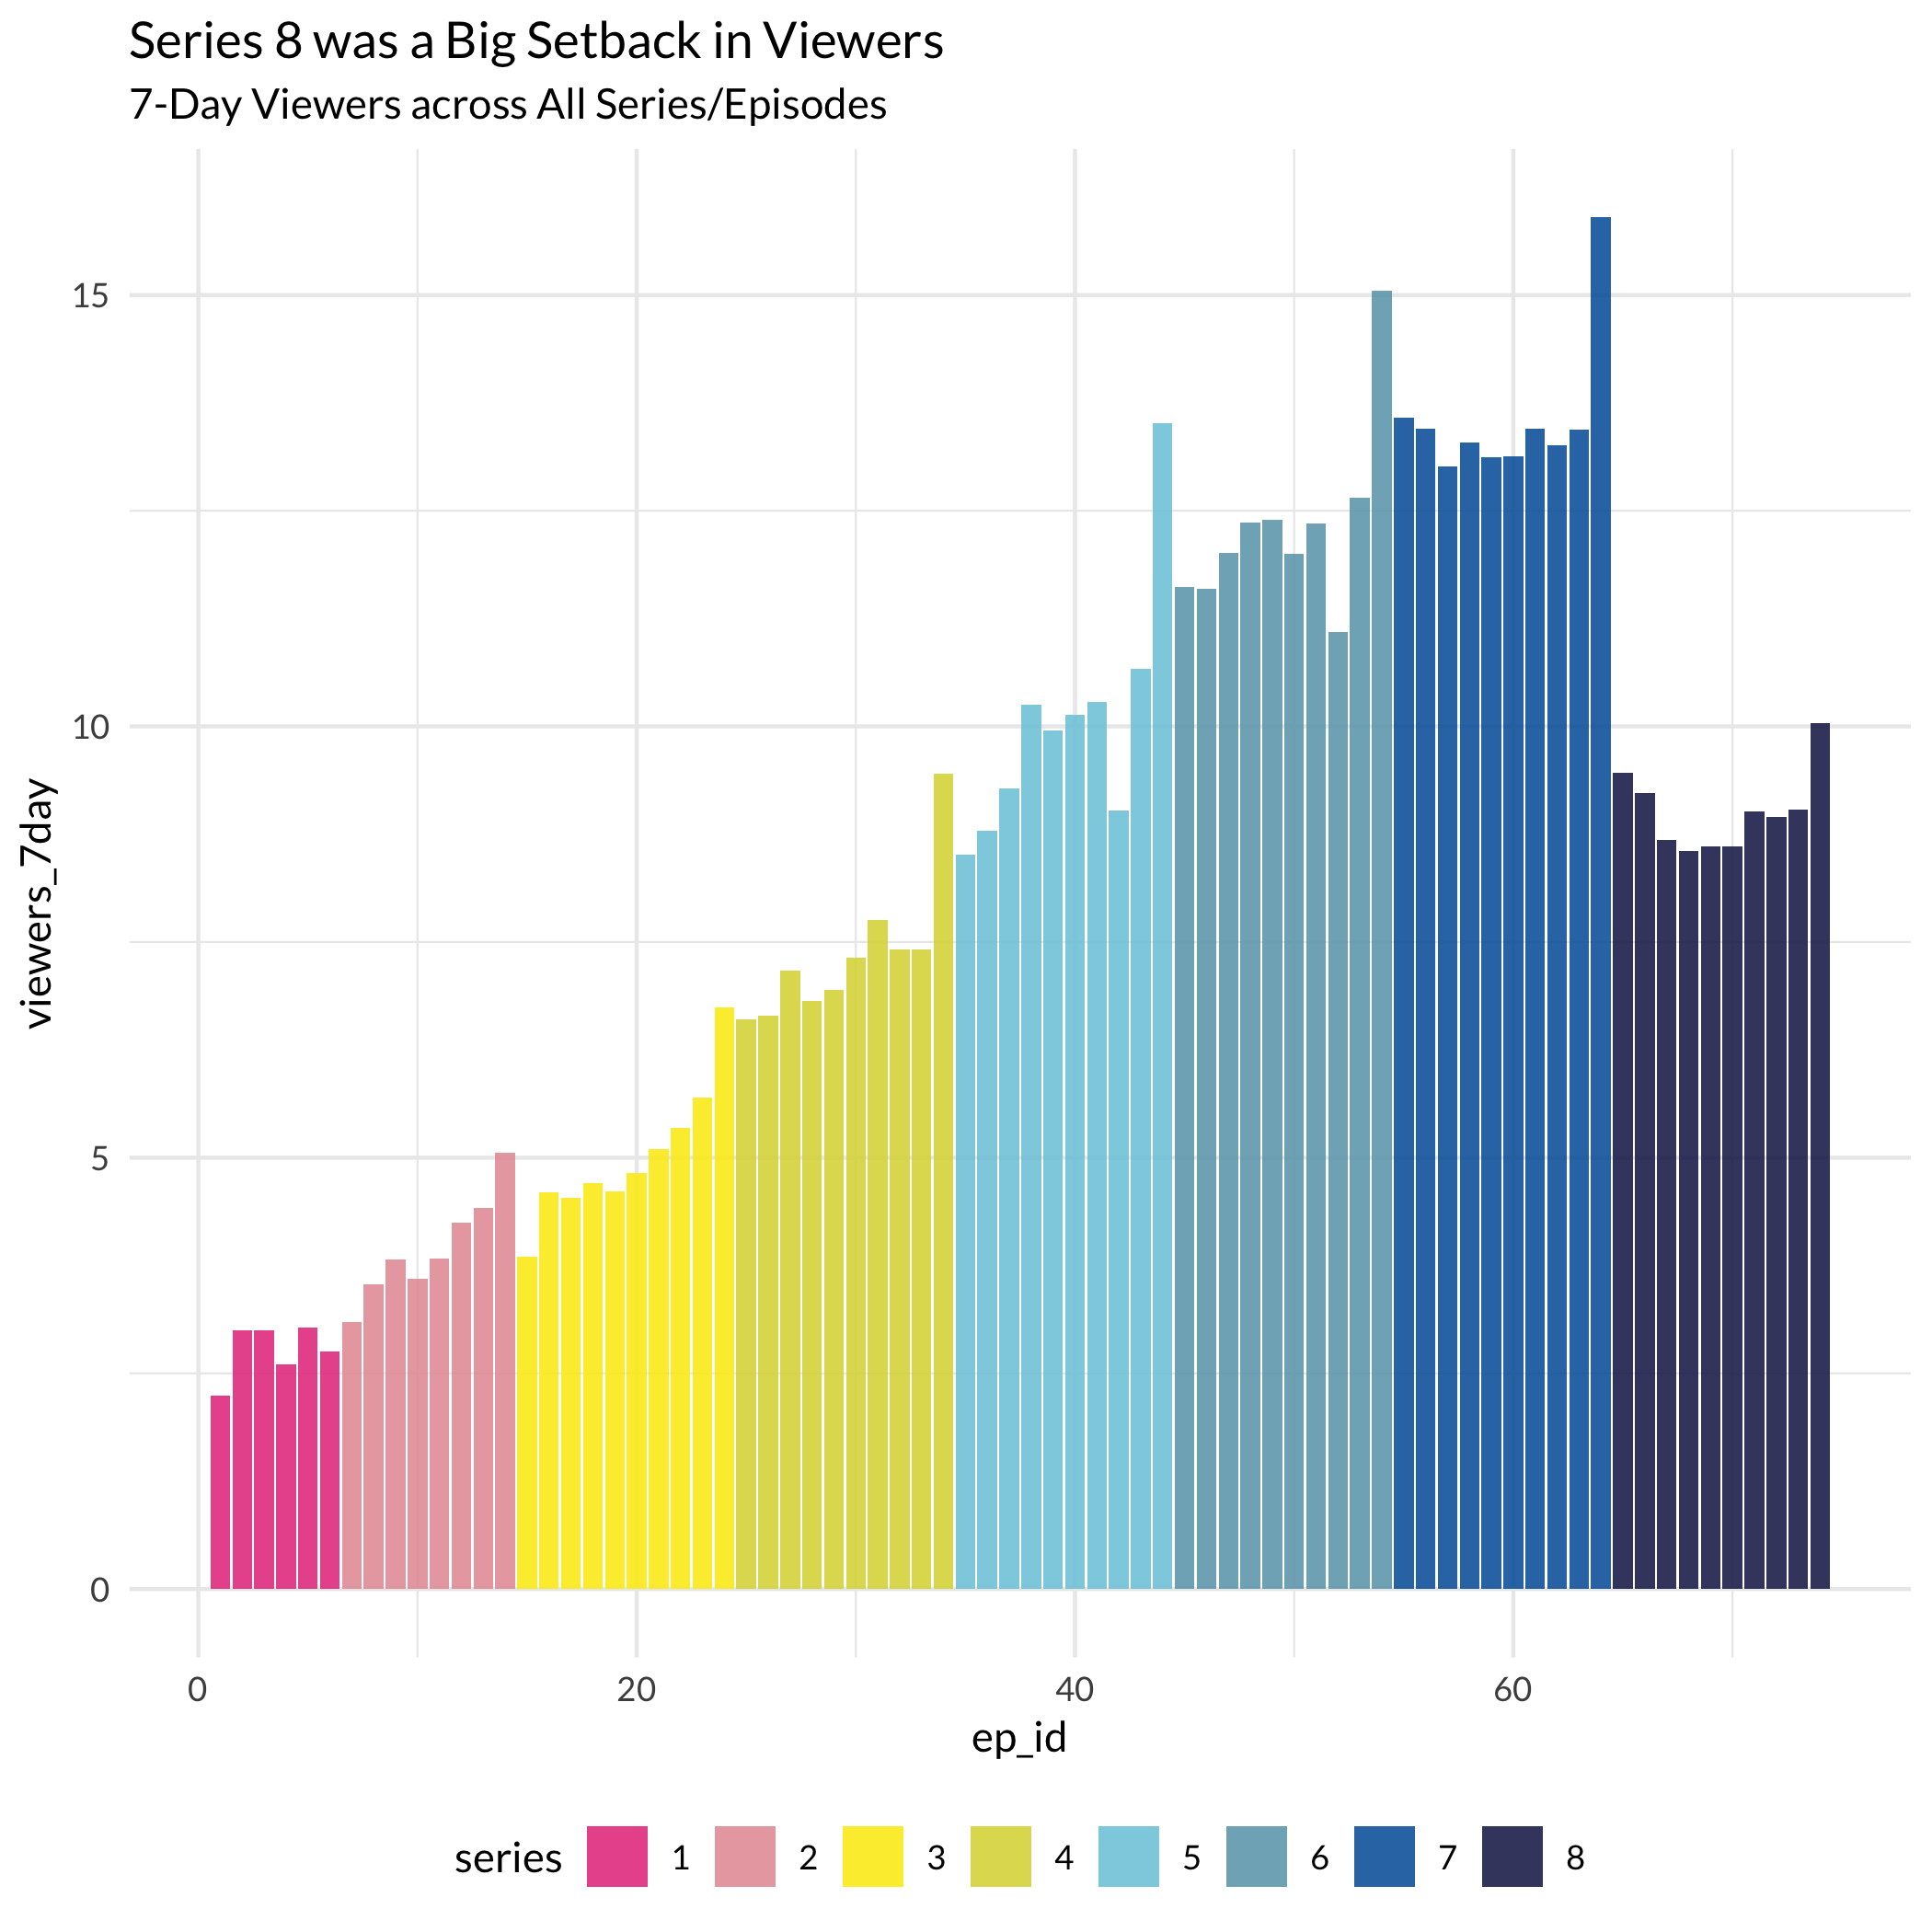 Series 8 was a Big Setback in Viewers
7-Day Viewers across All Series/Episodes
viewers_7day
15
10
5
0
0 20 40 60
ep_id
series 1 2 3 4 5 6 7 8